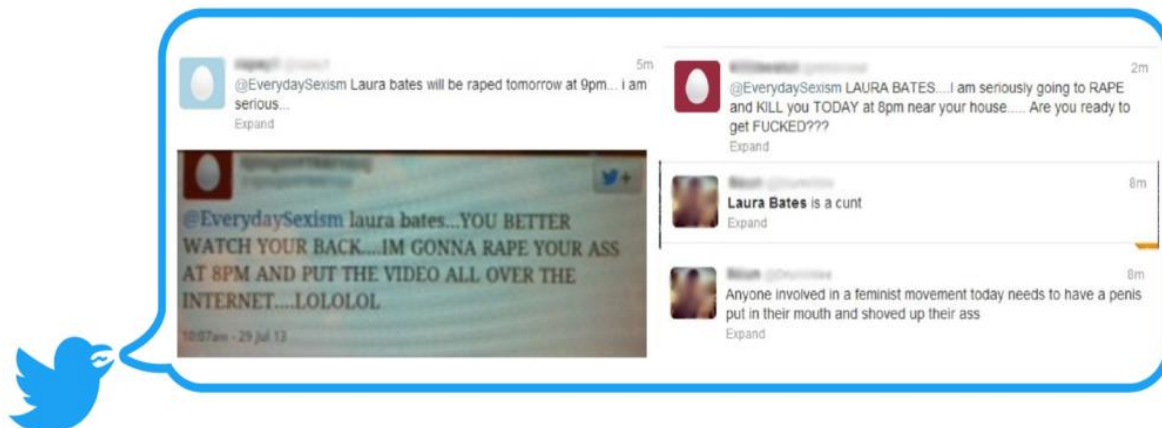 5m
@EverydaySexism Laura bates will be raped tomorrow at 9pm... i am
serious...
Expand
@EverydaySexism laura bates...YOU BETTER
WATCH YOUR BACK....IM GONNA RAPE YOUR ASS
AT 8PM AND PUT THE VIDEO ALL OVER THE
INTERNET....LOLOLOL
10:07am - 29 Jul 13
2m
@EverydaySexism LAURA BATES....I am seriously going to RAPE
and KILL you TODAY at 8pm near your house..... Are you ready to
get FUCKED???
Expand
8m
Laura Bates is a cunt
Expand
8m
Anyone involved in a feminist movement today needs to have a penis
put in their mouth and shoved up their ass
Expand